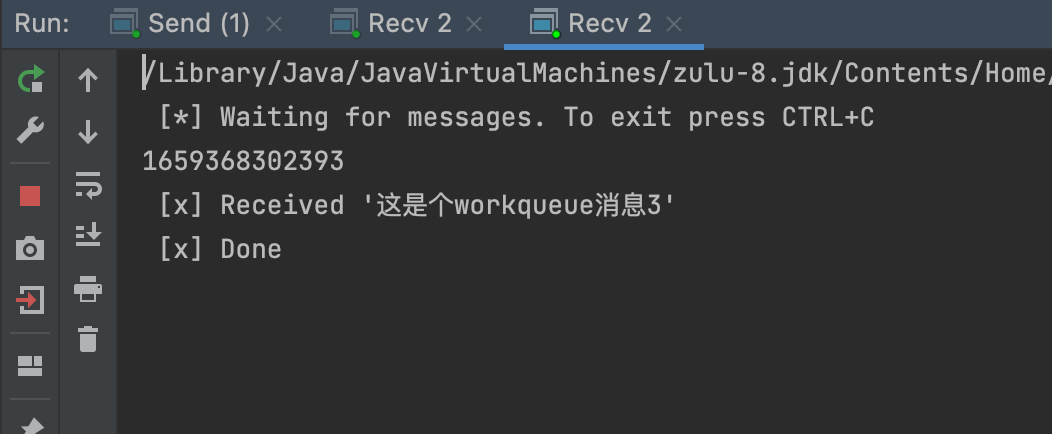 Run: Send (1) Recv 2 Recv 2
/Library/Java/JavaVirtualMachines/zulu-8.jdk/Contents/Home/
[*] Waiting for messages. To exit press CTRL+C
1659368302393
[x] Received '这是个workqueue消息3'
[x] Done